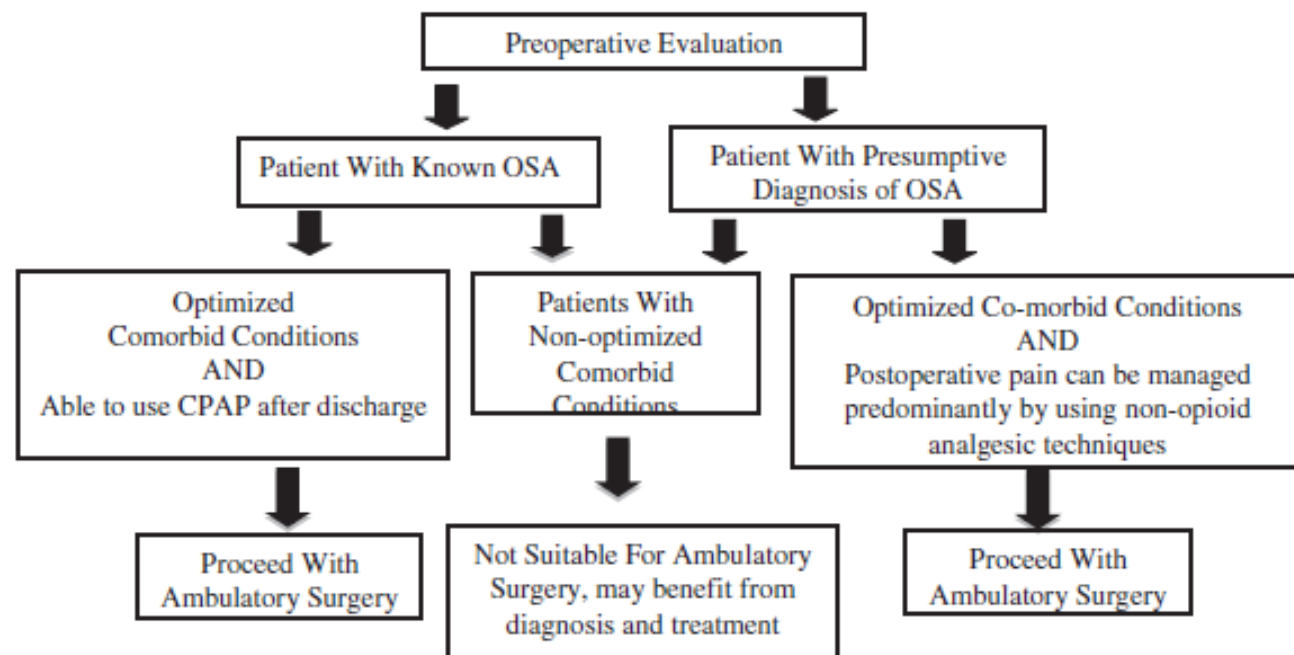 Preoperative Evaluation
Patient With Known OSA
Patient With Presumptive
Diagnosis of OSA
Optimized
Comorbid Conditions
AND
Able to use CPAP after discharge
Patients With
Non-optimized
Comorbid
Conditions
Optimized Co-morbid Conditions
AND
Postoperative pain can be managed
predominantly by using non-opioid
analgesic techniques
Proceed With
Ambulatory Surgery
Not Suitable For Ambulatory
Surgery, may benefit from
diagnosis and treatment
Proceed With
Ambulatory Surgery